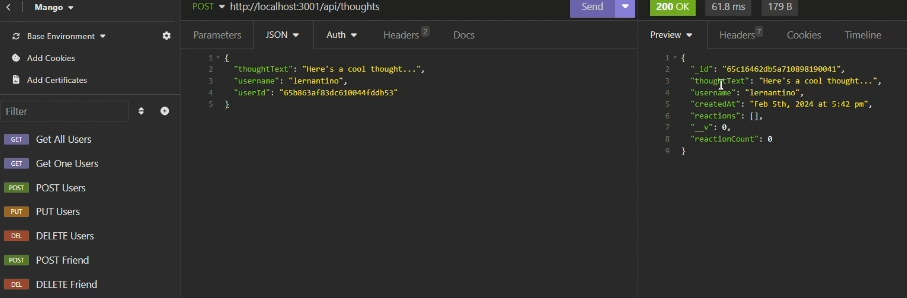 Mango
POST http://localhost:3001/api/thoughts
Send
200 OK
61.8 ms
179 B
Base Environment
Add Cookies
Add Certificates
Filter
GET Get All Users
GET Get One Users
POST POST Users
PUT PUT Users
DEL DELETE Users
POST POST Friend
DEL DELETE Friend
Parameters JSON Auth Headers 2 Docs
1 {
2 "thoughtText": "Here's a cool thought...",
3 "username": "lernantino",
4 "userId": "65b863af83dc610044fddb53"
5 }
Preview Headers 7 Cookies Timeline
1 {
2 "_id": "65c16462db5a710898190041",
3 "thoughtText": "Here's a cool thought...",
4 "username": "lernantino",
5 "createdAt": "Feb 5th, 2024 at 5:42 pm",
6 "reactions": [],
7 "__v": 0,
8 "reactionCount": 0
9 }